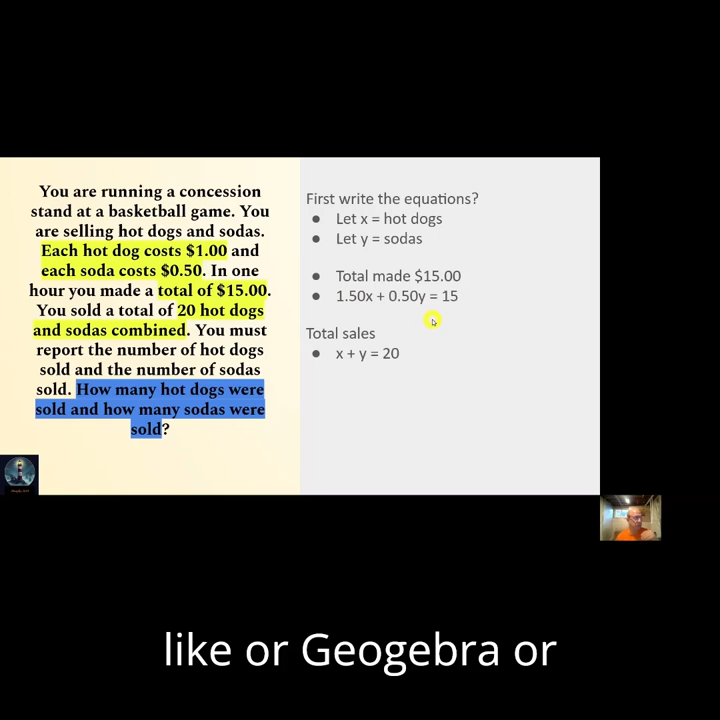 You are running a concession
stand at a basketball game. You
are selling hot dogs and sodas.
Each hot dog costs $1.00 and
each soda costs $0.50. In one
hour you made a total of $15.00.
You sold a total of 20 hot dogs
and sodas combined. You must
report the number of hot dogs
sold and the number of sodas
sold. How many hot dogs were
sold and how many sodas were
sold?
First write the equations?
● Let x = hot dogs
● Let y = sodas
● Total made $15.00
● 1.50x + 0.50y = 15
Total sales
● x + y = 20
like or Geogebra or